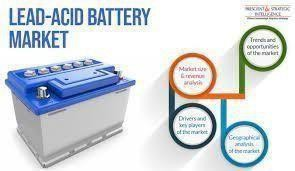 LEAD-ACID BATTERY
MARKET
PRESCIENT & STRATEGIC
INTELLIGENCE
Trends and
opportunities of the
market
Market size
& revenue
analysis
Drivers and
key players
of the market
Geographical
analysis
of the market